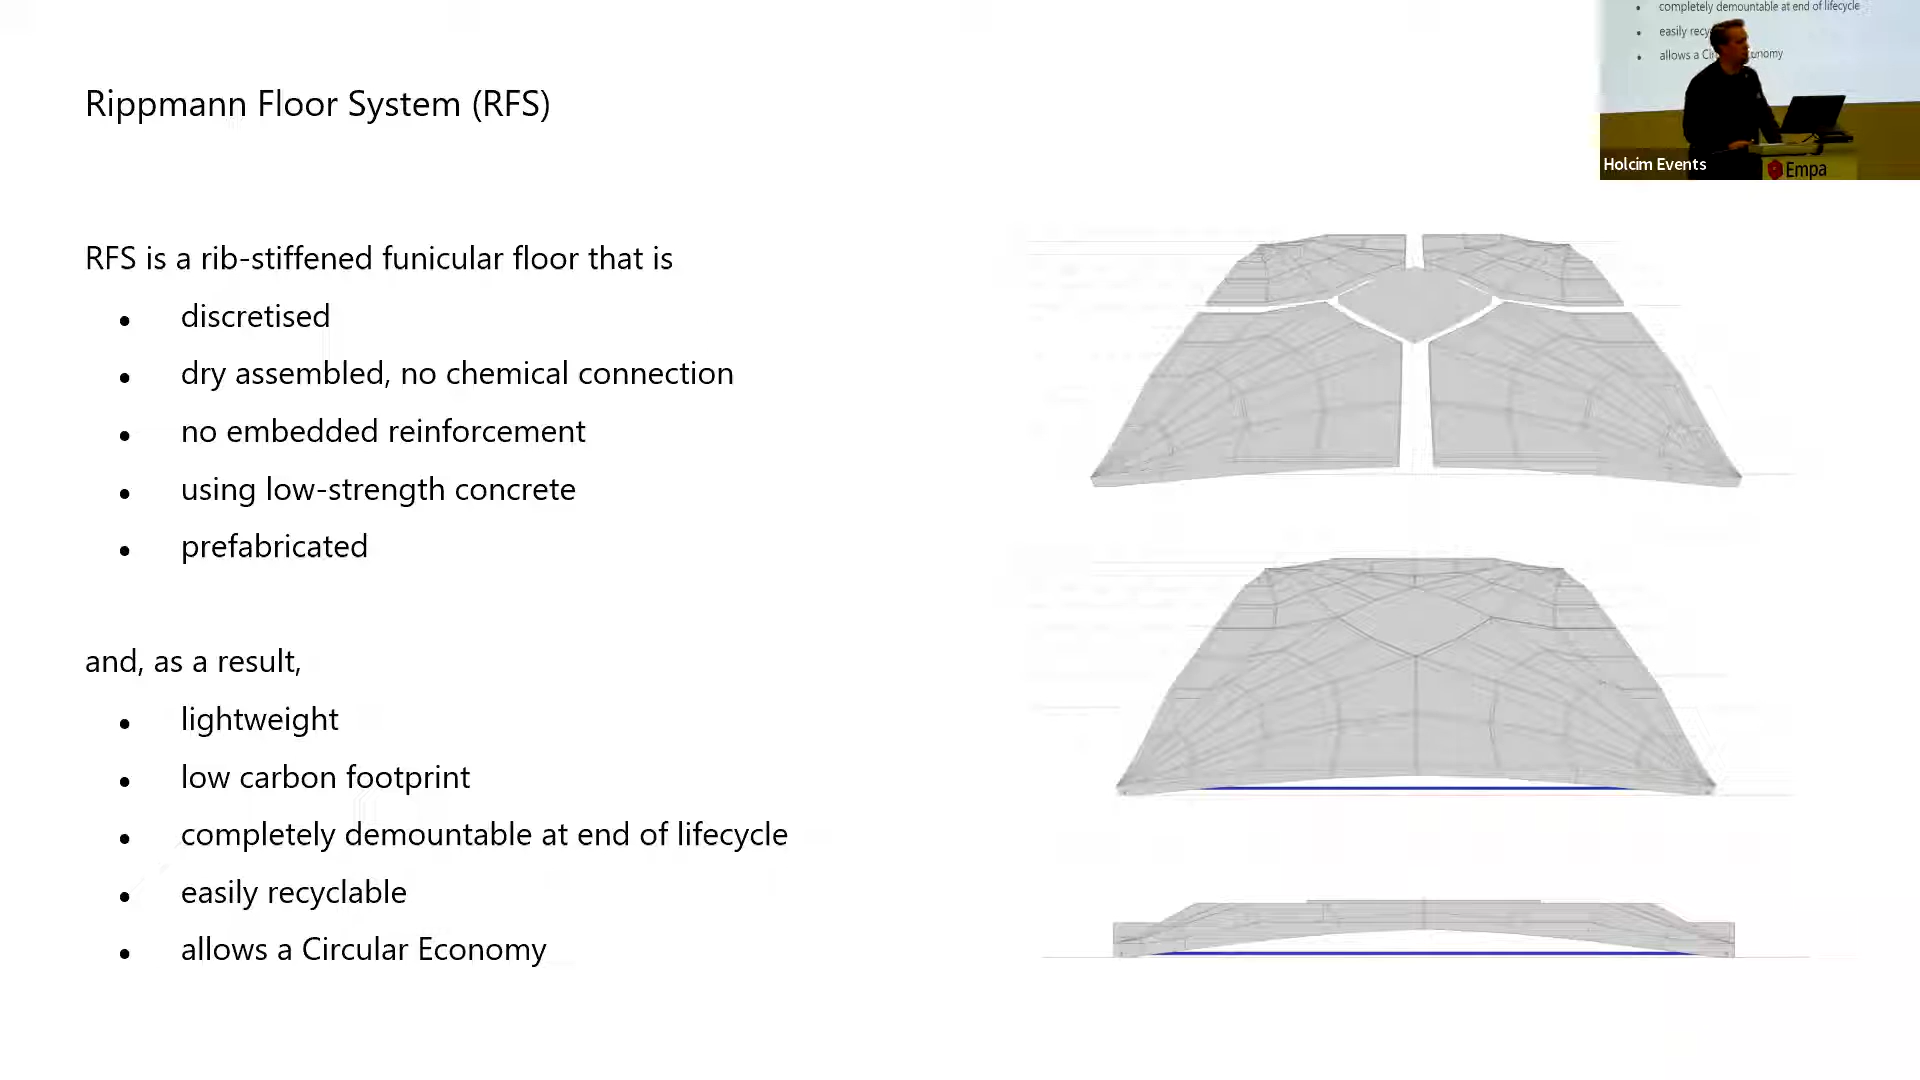 Rippmann Floor System (RFS)
RFS is a rib-stiffened funicular floor that is
• discretised
• dry assembled, no chemical connection
• no embedded reinforcement
• using low-strength concrete
• prefabricated
and, as a result,
• lightweight
• low carbon footprint
• completely demountable at end of lifecycle
• easily recyclable
• allows a Circular Economy
• completely demountable at end of lifecycle
• easily
• allows a
Holcim Events
Empa